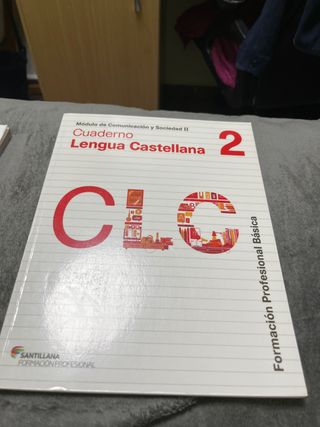 Módulo de Comunicación y Sociedad II
Cuaderno
Lengua Castellana 2
CLC
Formación Profesional Básica
SANTILLANA
FORMACIÓN PROFESIONAL